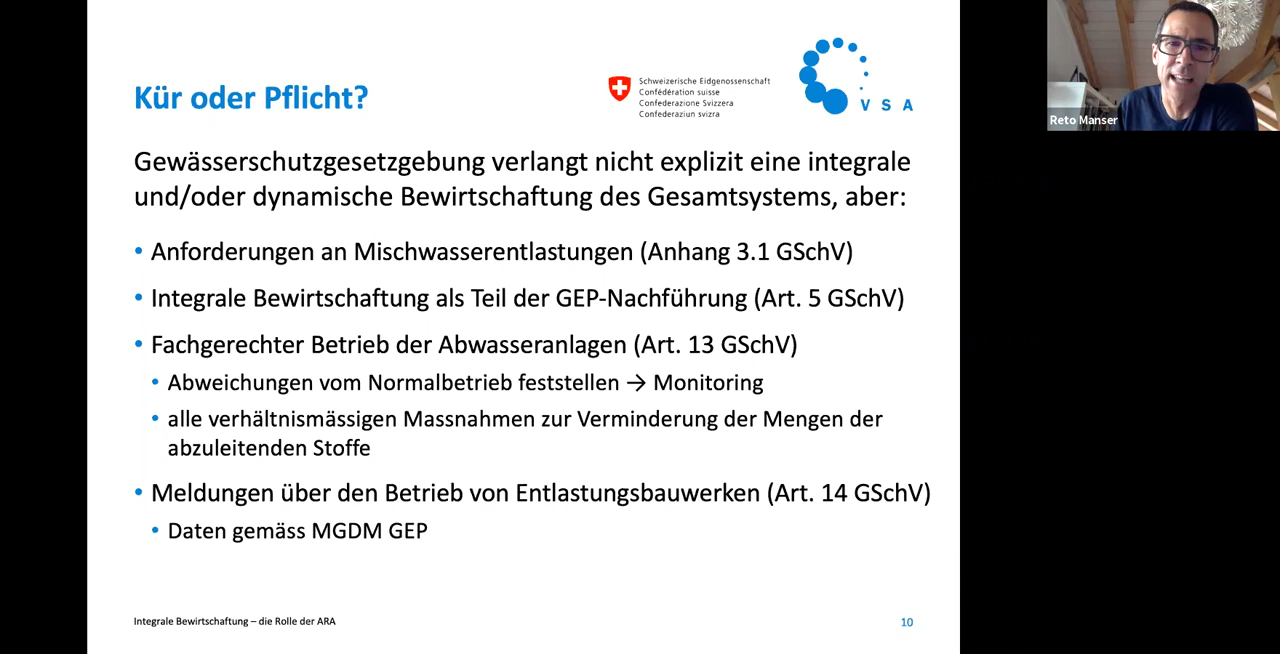 Kür oder Pflicht?
Schweizerische Eidgenossenschaft
Confédération suisse
Confederazione Svizzera
Confederaziun svizra
VSA
Reto Manser
Gewässerschutzgesetzgebung verlangt nicht explizit eine integrale
und/oder dynamische Bewirtschaftung des Gesamtsystems, aber:
• Anforderungen an Mischwasserentlastungen (Anhang 3.1 GSchV)
• Integrale Bewirtschaftung als Teil der GEP-Nachführung (Art. 5 GSchV)
• Fachgerechter Betrieb der Abwasseranlagen (Art. 13 GSchV)
• Abweichungen vom Normalbetrieb feststellen → Monitoring
• alle verhältnismässigen Massnahmen zur Verminderung der Mengen der
abzuleitenden Stoffe
• Meldungen über den Betrieb von Entlastungsbauwerken (Art. 14 GSchV)
• Daten gemäss MGDM GEP
Integrale Bewirtschaftung – die Rolle der ARA
10